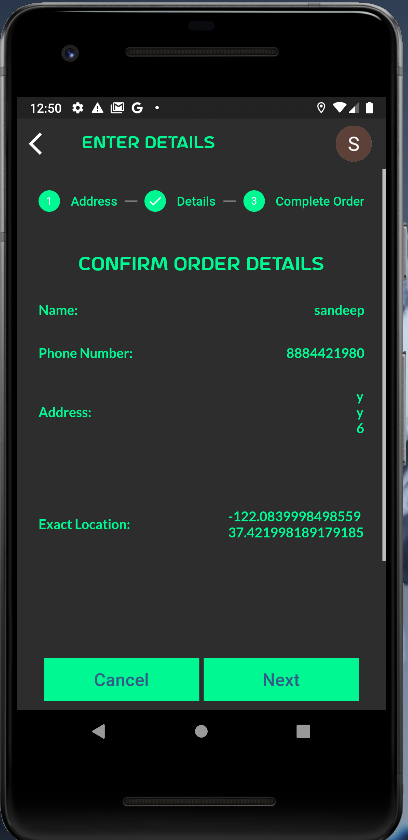 12:50
ENTER DETAILS
S
1 Address Details 3 Complete Order
CONFIRM ORDER DETAILS
Name: sandeep
Phone Number: 8884421980
Address:
y
y
6
Exact Location:
-122.0839998498559
37.421998189179185
Cancel Next